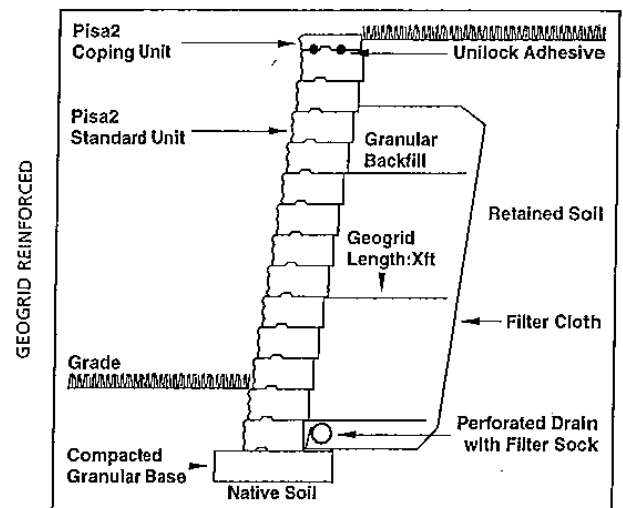 Pisa2
Coping Unit
Unilock Adhesive
Pisa2
Standard Unit
Granular
Backfill
GEOGRID REINFORCED
Retained Soil
Geogrid
Length:Xft
Filter Cloth
Grade
Perforated Drain
with Filter Sock
Compacted
Granular Base
Native Soil